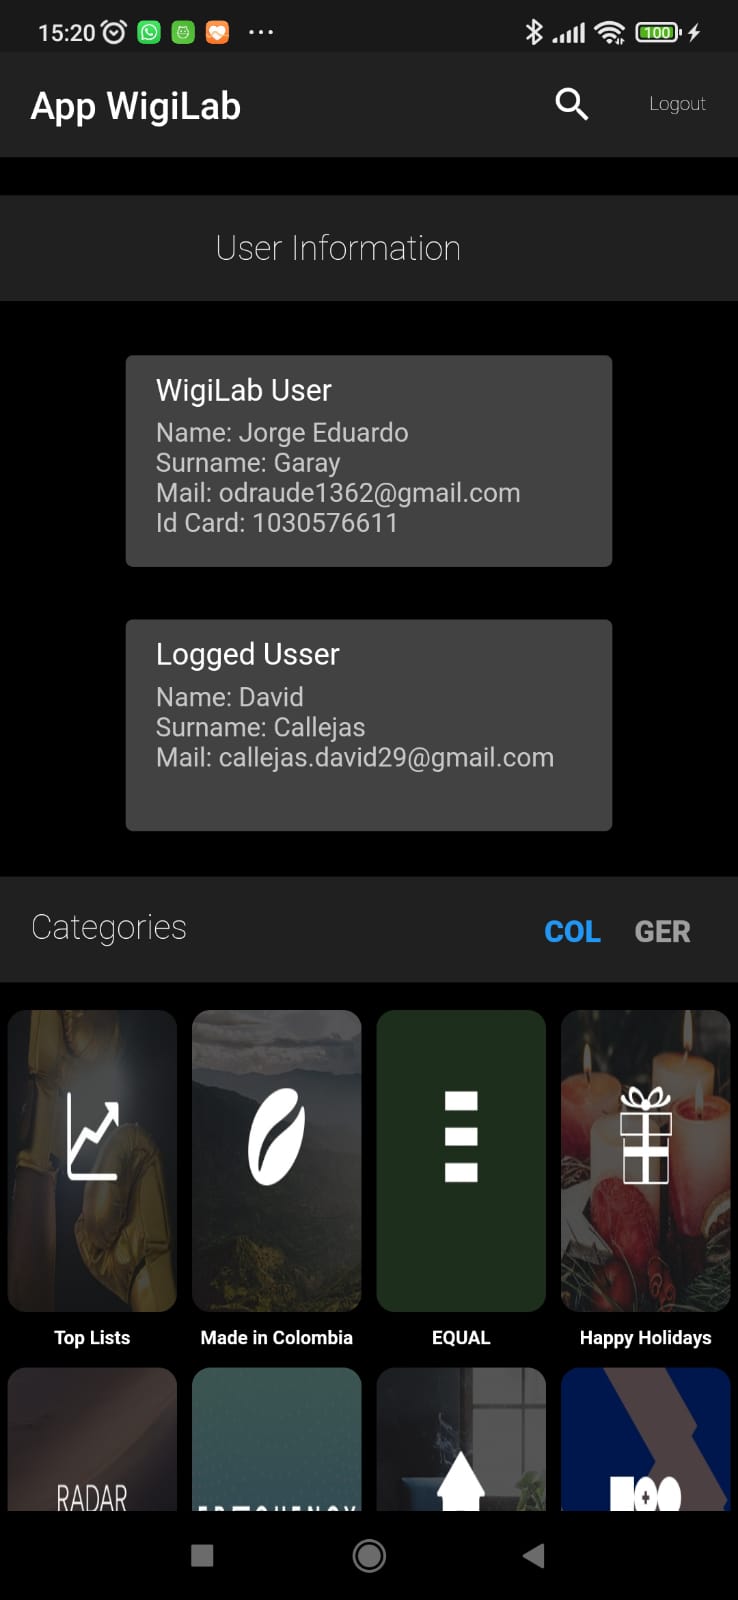 15:20
100
App WigiLab
Logout
User Information
WigiLab User
Name: Jorge Eduardo
Surname: Garay
Mail: odraude1362@gmail.com
Id Card: 1030576611
Logged Usser
Name: David
Surname: Callejas
Mail: callejas.david29@gmail.com
Categories
COL GER
Top Lists
Made in Colombia
EQUAL
Happy Holidays
RADAR